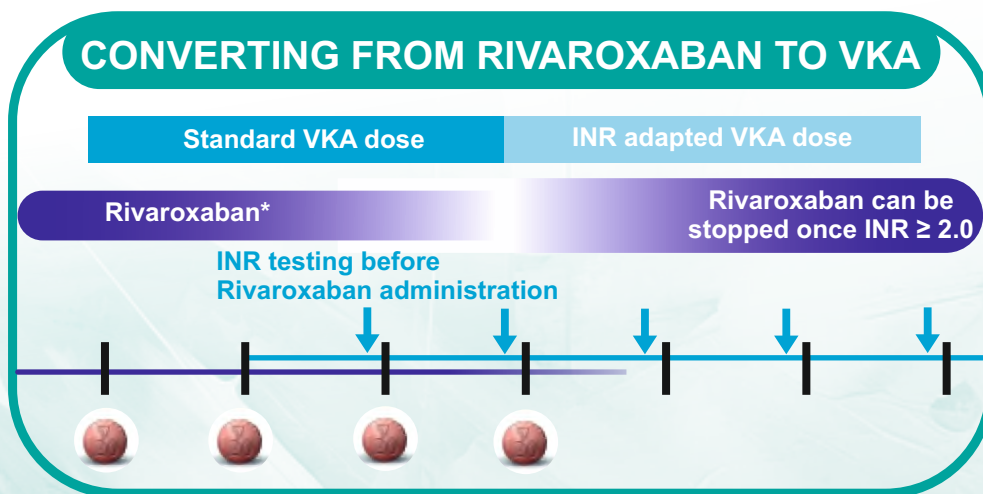 CONVERTING FROM RIVAROXABAN TO VKA
Standard VKA dose
INR adapted VKA dose
Rivaroxaban*
Rivaroxaban can be
stopped once INR ≥ 2.0
INR testing before
Rivaroxaban administration